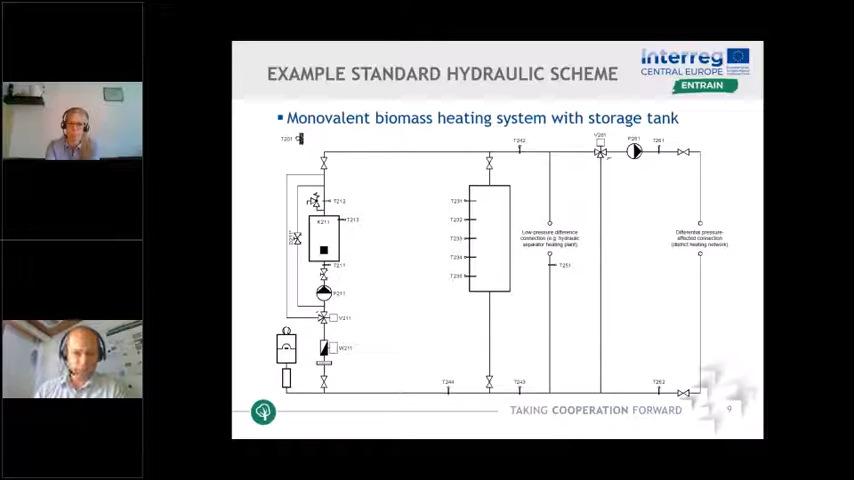 EXAMPLE STANDARD HYDRAULIC SCHEME
Interreg
CENTRAL EUROPE
ENTRAIN
Monovalent biomass heating system with storage tank
T201
T242
V261
P261
T261
T212
K211
T213
T211
P211
V211
W211
T231
T232
T233
T234
T235
Low-pressure difference
connection (e.g. hydraulic
separator heating plant)
T251
Differential pressure-
affected connection
(district heating network)
T244
T243
T262
TAKING COOPERATION FORWARD
9